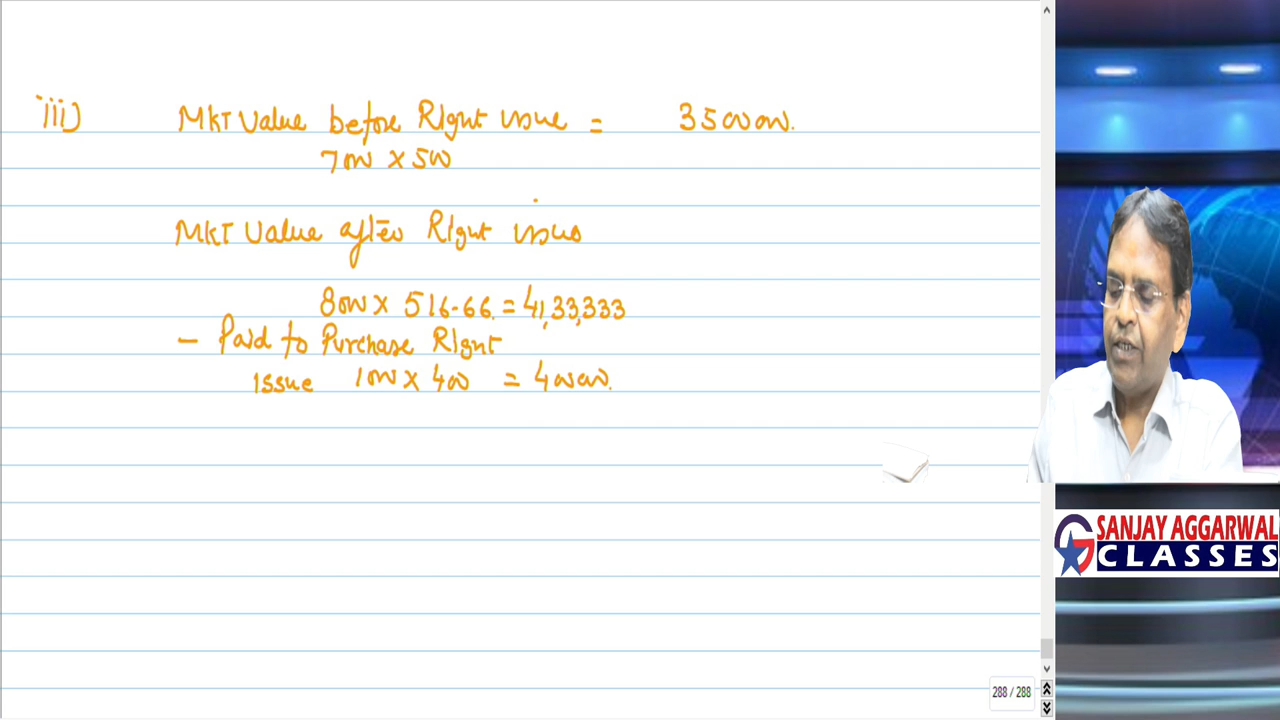 iii) Mkt Value before Right issue = 3500000.
7000 x 500
Mkt Value after Right issue
8000 x 516.66. = 41,33,333
- Paid to Purchase Right
issue 1000 x 400 = 400000.
288 / 288
SANJAY AGGARWAL
CLASSES